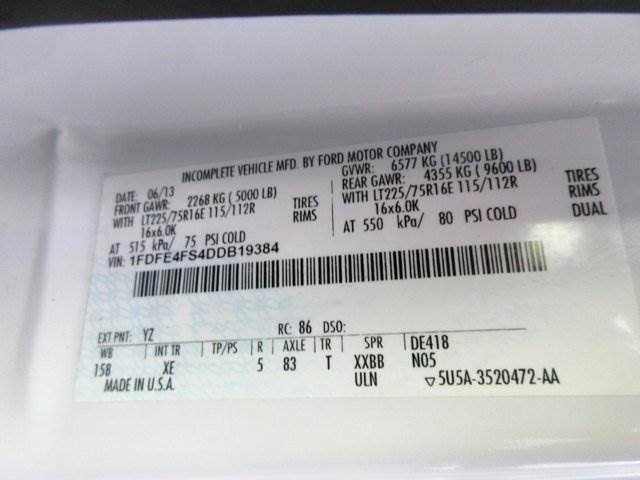 INCOMPLETE VEHICLE MFD. BY FORD MOTOR COMPANY
DATE: 06/13 GVWR: 6577 KG (14500 LB)
FRONT GAWR: 2268 KG ( 5000 LB) REAR GAWR: 4355 KG ( 9600 LB)
WITH LT225/75R16E 115/112R TIRES WITH LT225/75R16E 115/112R TIRES
16x6.0K RIMS 16x6.0K RIMS
AT 515 kPa/ 75 PSI COLD AT 550 kPa/ 80 PSI COLD DUAL
VIN: 1FDFE4FS4DDB19384
EXT PNT: YZ RC: 86 DSO:
WB INT TR TP/PS R AXLE TR SPR DE418
158 XE 5 83 T XXBB N05
MADE IN U.S.A. ULN ▽5U5A-3520472-AA